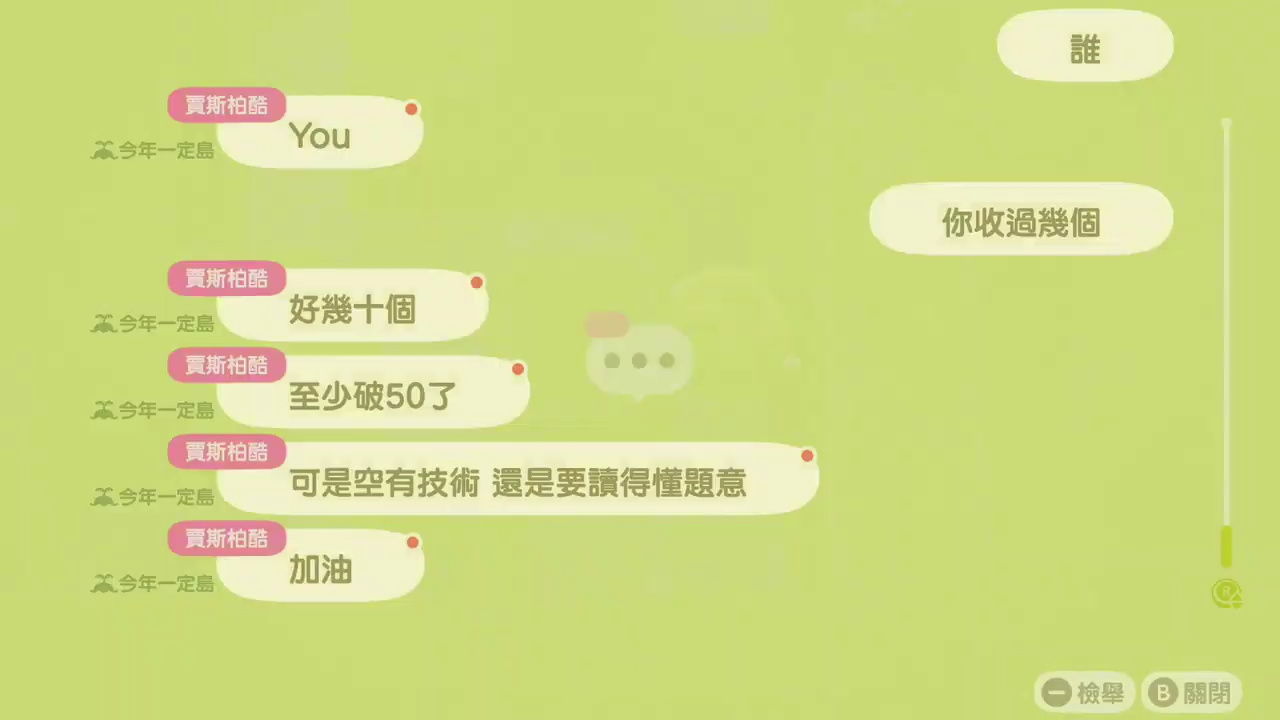 誰
賈斯柏酷
今年一定島
You
你收過幾個
賈斯柏酷
今年一定島
好幾十個
賈斯柏酷
今年一定島
至少破50了
賈斯柏酷
今年一定島
可是空有技術 還是要讀得懂題意
賈斯柏酷
今年一定島
加油
R
檢舉
B 關閉